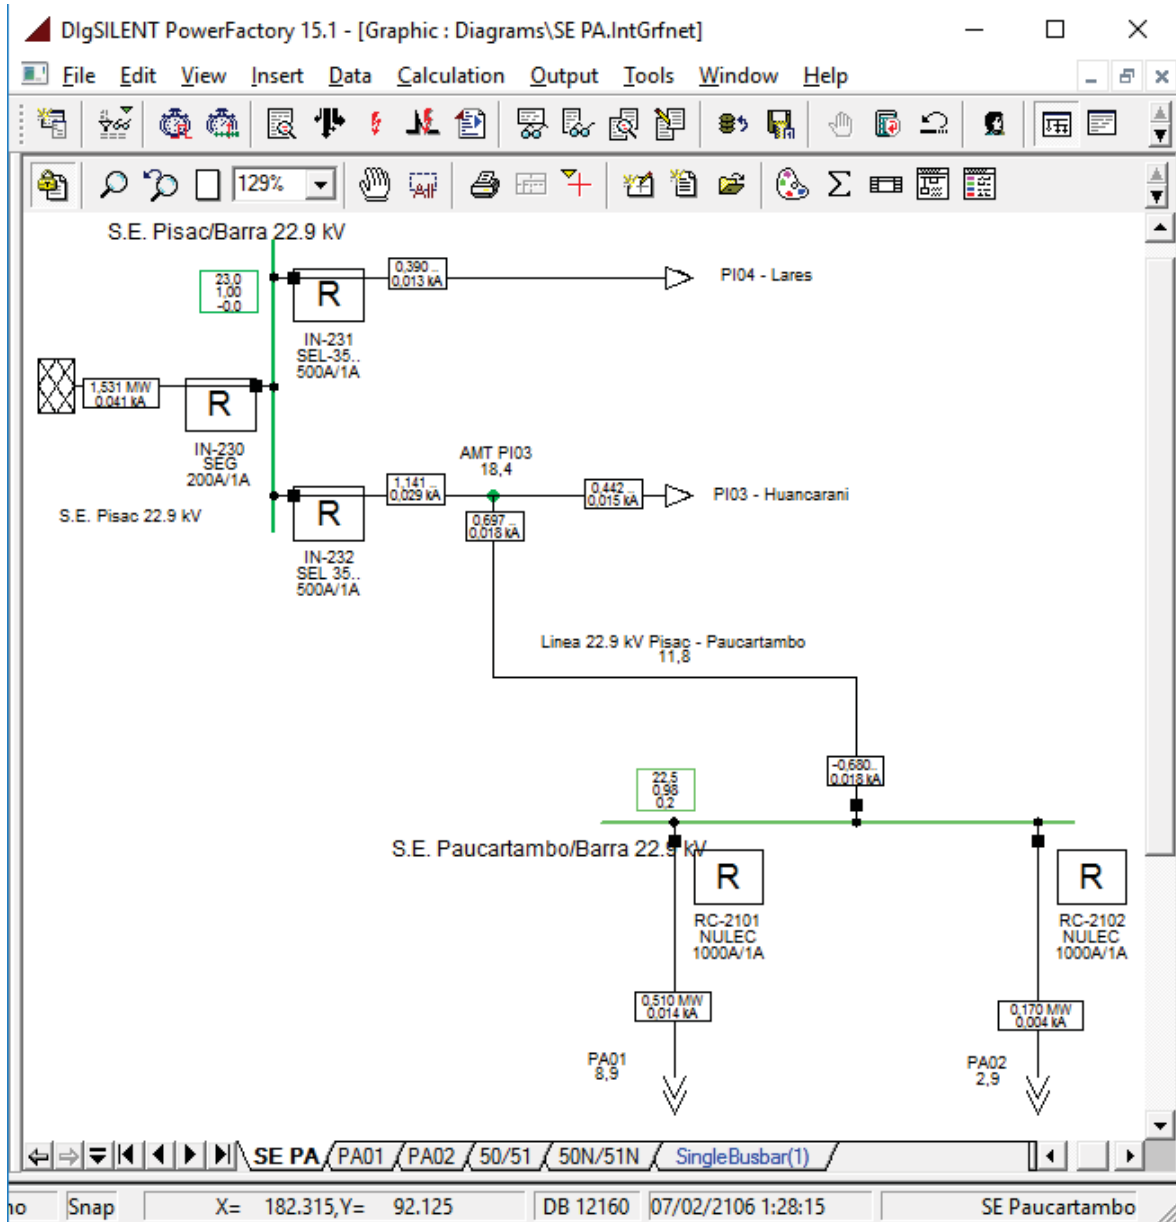 DIgSILENT PowerFactory 15.1 - [Graphic : Diagrams\SE PA.IntGrfnet]
File Edit View Insert Data Calculation Output Tools Window Help
129%
S.E. Pisac/Barra 22.9 kV
23,0
1,00
-0,0
R
IN-231
SEL-35..
500A/1A
0,390 ..
0,013 kA
PI04 - Lares
1,531 MW
0,041 kA
R
IN-230
SEG
200A/1A
S.E. Pisac 22.9 kV
R
IN-232
SEL 35..
500A/1A
1,141 ..
0,029 kA
AMT PI03
18,4
0,442 ..
0,015 kA
PI03 - Huancarani
0,697 ..
0,018 kA
Linea 22.9 kV Pisac - Paucartambo
11,8
-0,680..
0,018 kA
22,5
0,98
0,2
S.E. Paucartambo/Barra 22.9 kV
R
RC-2101
NULEC
1000A/1A
R
RC-2102
NULEC
1000A/1A
0,510 MW
0,014 kA
0,170 MW
0,004 kA
PA01
8,9
PA02
2,9
SE PA PA01 PA02 50/51 50N/51N SingleBusbar(1)
no Snap X= 182.315,Y= 92.125 DB 12160 07/02/2106 1:28:15 SE Paucartambo